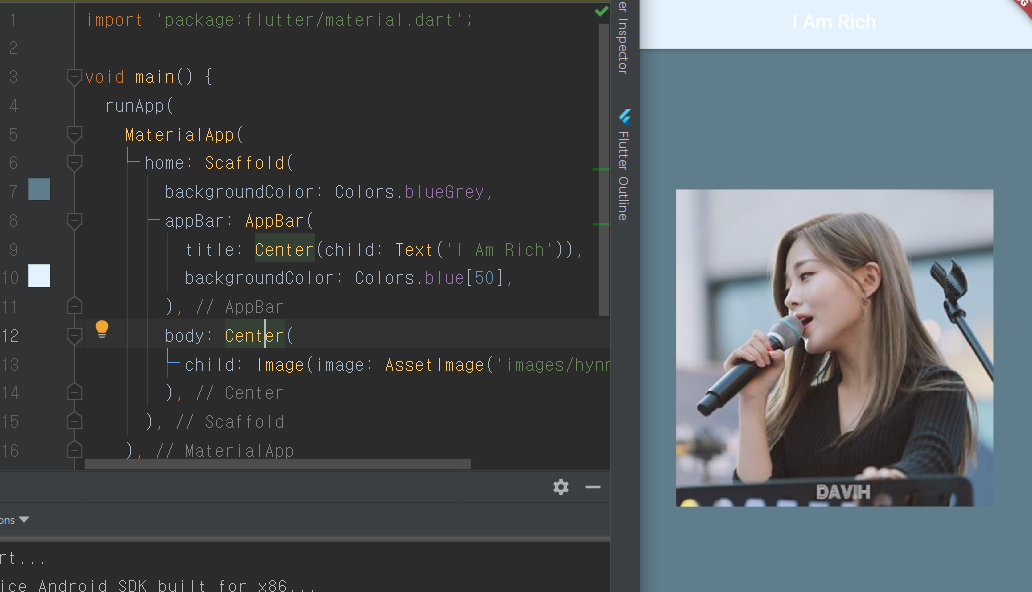 1 import 'package:flutter/material.dart';
2
3 void main() {
4 runApp(
5 MaterialApp(
6 home: Scaffold(
7 backgroundColor: Colors.blueGrey,
8 appBar: AppBar(
9 title: Center(child: Text('I Am Rich')),
10 backgroundColor: Colors.blue[50],
11 ), // AppBar
12 body: Center(
13 child: Image(image: AssetImage('images/hynn
14 ), // Center
15 ), // Scaffold
16 ), // MaterialApp
ons
rt...
ice Android SDK built for x86...
er Inspector
Flutter Outline
I Am Rich
DAVIH